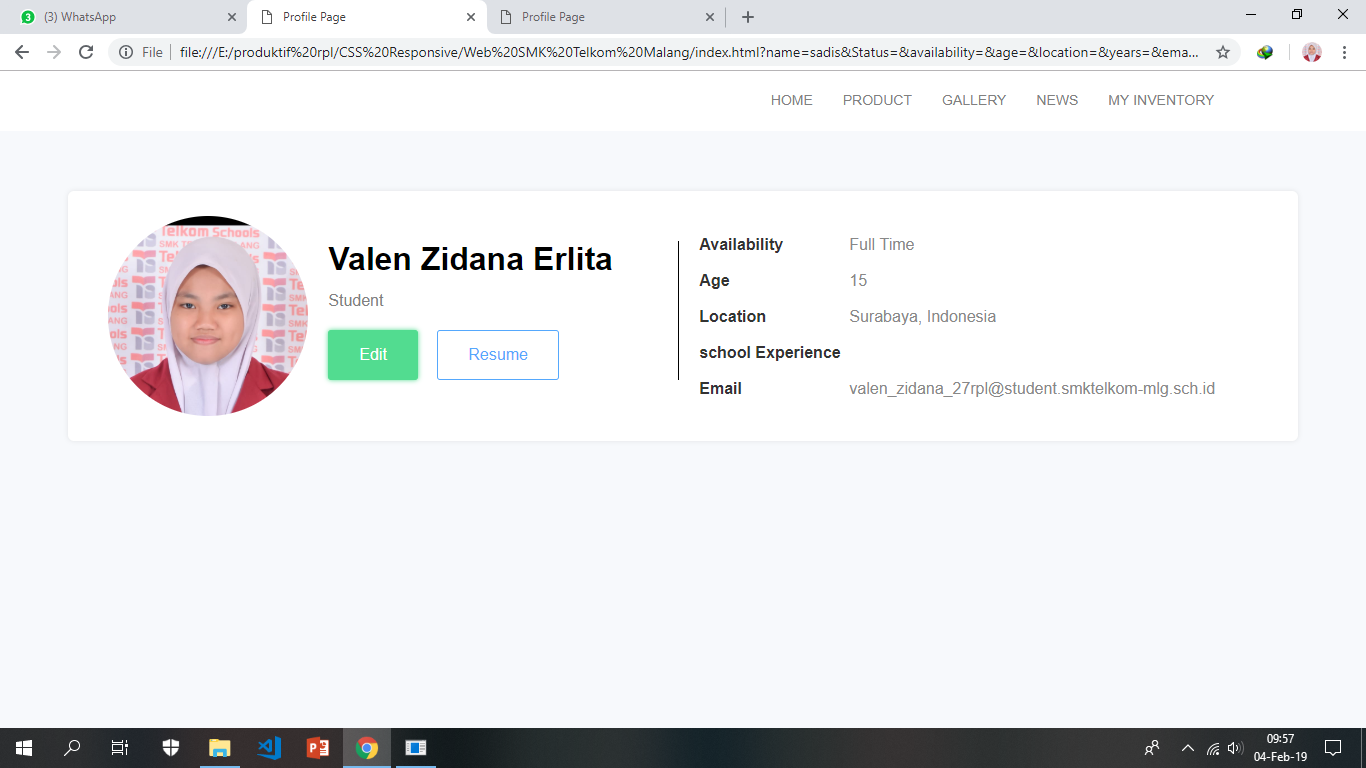 (3) WhatsApp
Profile Page
Profile Page
File
file:///E:/produktif%20rpl/CSS%20Responsive/Web%20SMK%20Telkom%20Malang/index.html?name=sadis&Status=&availability=&age=&location=&years=&ema...
HOME PRODUCT GALLERY NEWS MY INVENTORY
Telkom Schools
Valen Zidana Erlita
Student
Edit
Resume
Availability Full Time
Age 15
Location Surabaya, Indonesia
school Experience
Email valen_zidana_27rpl@student.smktelkom-mlg.sch.id
09:57
04-Feb-19